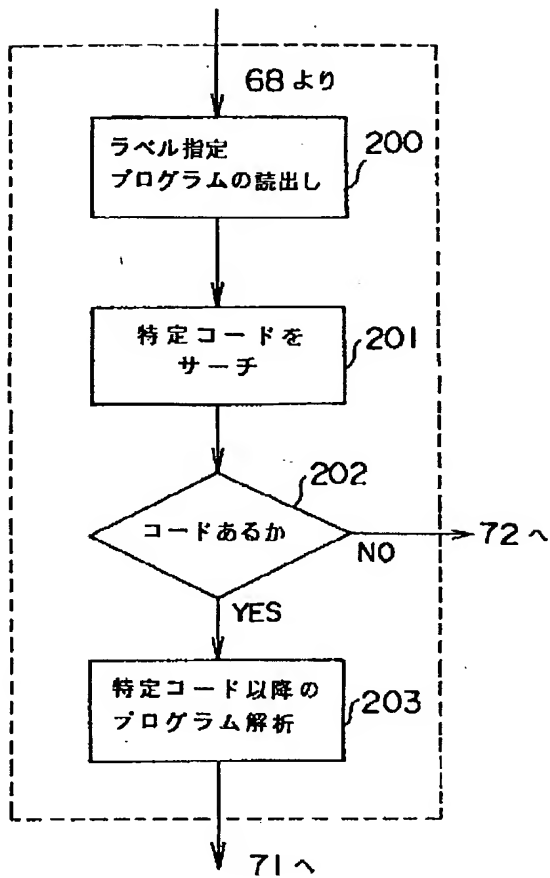 68より
ラベル指定
プログラムの読出し
200
特定コードを
サーチ
201
202
コードあるか
NO
72へ
YES
特定コード以降の
プログラム解析
203
71へ